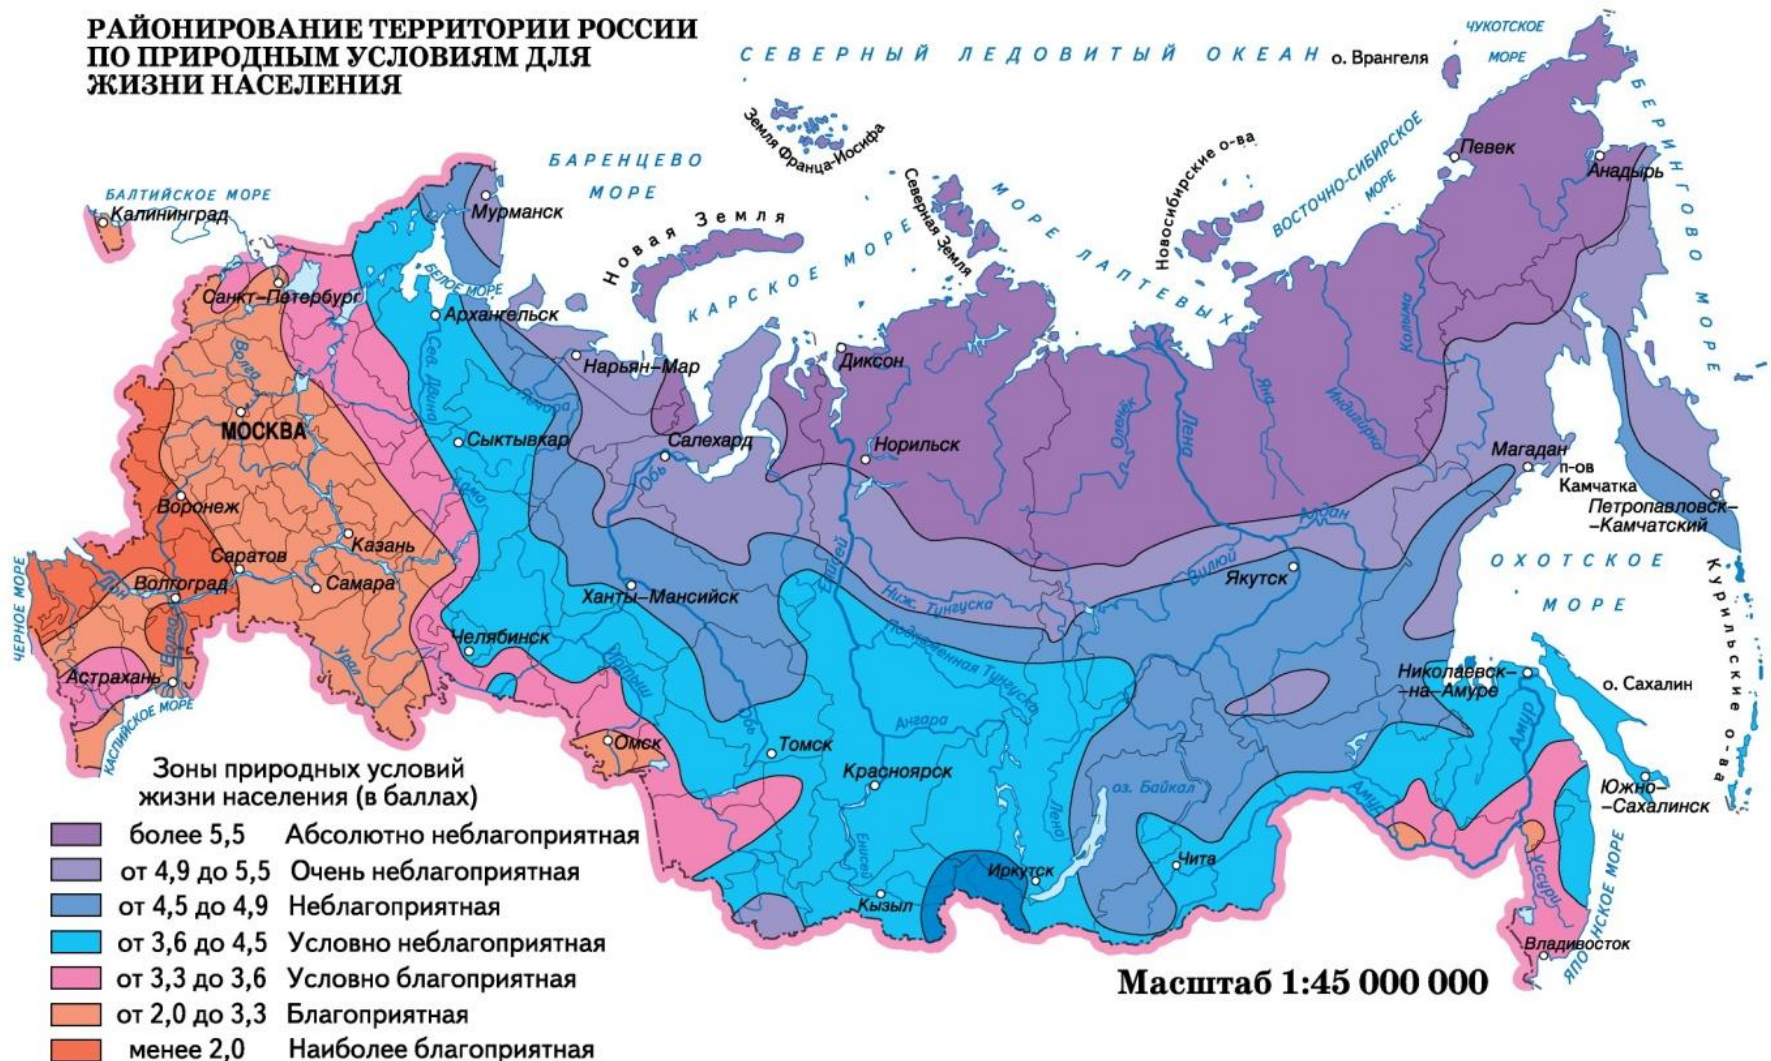 РАЙОНИРОВАНИЕ ТЕРРИТОРИИ РОССИИ
ПО ПРИРОДНЫМ УСЛОВИЯМ ДЛЯ
ЖИЗНИ НАСЕЛЕНИЯ
СЕВЕРНЫЙ ЛЕДОВИТЫЙ ОКЕАН
о. Врангеля
ЧУКОТСКОЕ
МОРЕ
БЕРИНГОВО МОРЕ
Земля Франца-Иосифа
БАРЕНЦЕВО
МОРЕ
Новая Земля
КАРСКОЕ МОРЕ
Северная Земля
МОРЕ ЛАПТЕВЫХ
Новосибирские о-ва
ВОСТОЧНО-СИБИРСКОЕ
МОРЕ
Певек
Анадырь
БАЛТИЙСКОЕ МОРЕ
Калининград
Мурманск
БЕЛОЕ МОРЕ
Санкт-Петербург
Архангельск
Сев. Двина
Волга
Нарьян-Мар
Печора
Диксон
МОСКВА
Сыктывкар
Салехард
Обь
Норильск
Оленёк
Лена
Яна
Индигирка
Колыма
Магадан
п-ов
Камчатка
Петропавловск-
-Камчатский
Воронеж
Кама
Казань
Саратов
Самара
Волгоград
Дон
Волга
Урал
ЧЕРНОЕ МОРЕ
Астрахань
КАСПИЙСКОЕ МОРЕ
Челябинск
Ханты-Мансийск
Иртыш
Обь
Омск
Томск
Енисей
Ниж. Тунгуска
Подкаменная Тунгуска
Ангара
Красноярск
Енисей
Кызыл
Иркутск
Лена
оз. Байкал
Чита
Вилюй
Алдан
Якутск
ОХОТСКОЕ
МОРЕ
Курильские о-ва
Николаевск-
-на-Амуре
о. Сахалин
Амур
Амур
Южно-
-Сахалинск
Уссури
Владивосток
ЯПОНСКОЕ МОРЕ
Масштаб 1:45 000 000
Зоны природных условий
жизни населения (в баллах)
более 5,5 Абсолютно неблагоприятная
от 4,9 до 5,5 Очень неблагоприятная
от 4,5 до 4,9 Неблагоприятная
от 3,6 до 4,5 Условно неблагоприятная
от 3,3 до 3,6 Условно благоприятная
от 2,0 до 3,3 Благоприятная
менее 2,0 Наиболее благоприятная